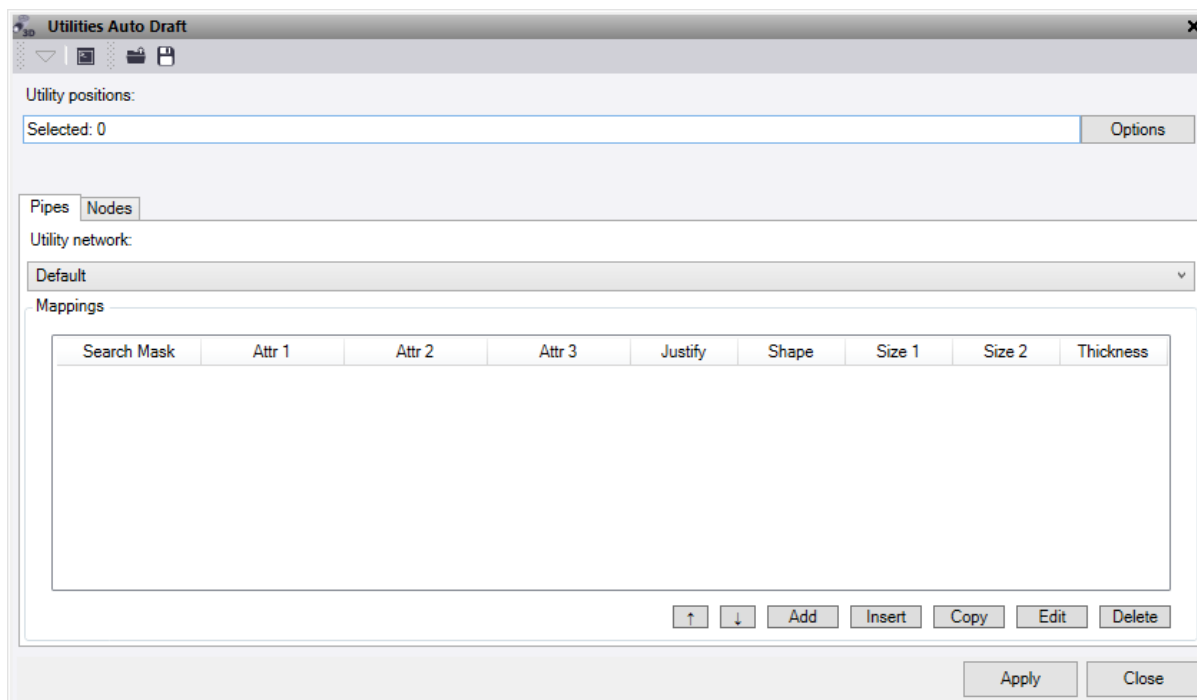 3D Utilities Auto Draft
Utility positions:
Selected: 0 Options
Pipes Nodes
Utility network:
Default
Mappings
Search Mask Attr 1 Attr 2 Attr 3 Justify Shape Size 1 Size 2 Thickness
↑ ↓ Add Insert Copy Edit Delete
Apply Close